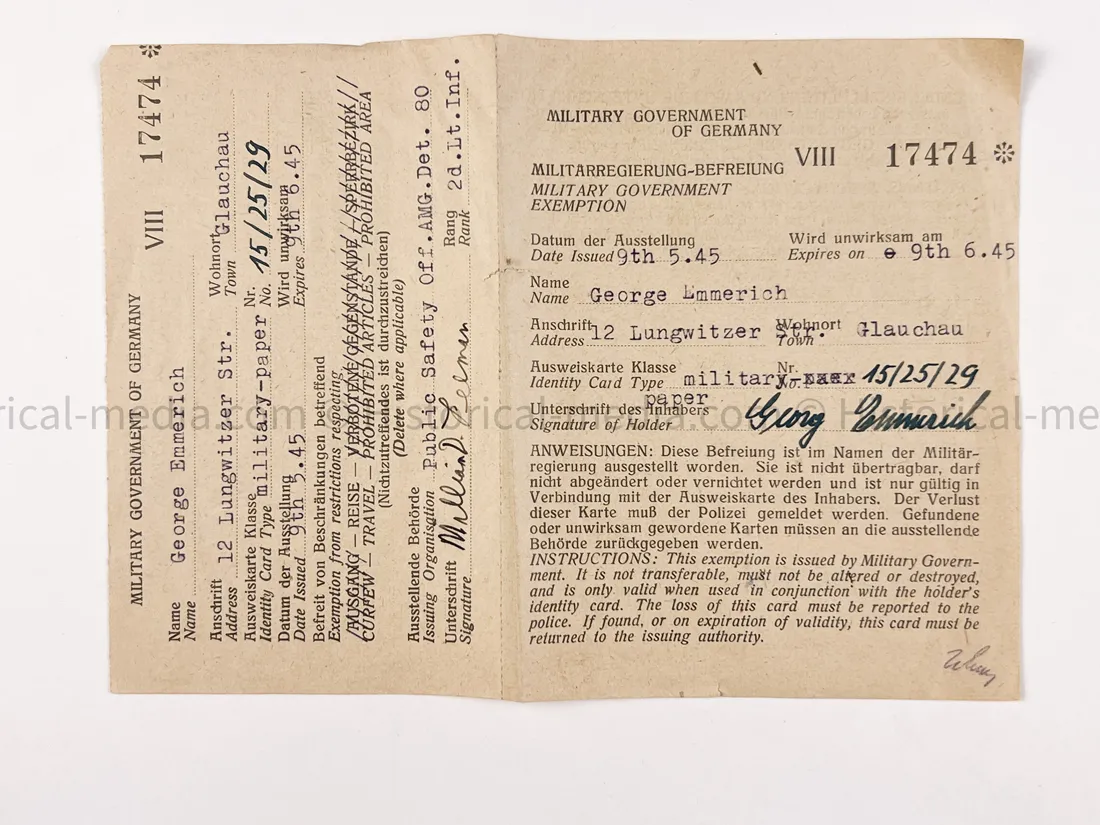 MILITARY GOVERNMENT OF GERMANY VIII 17474
Name George Emmerich
Name
Anschrift 12 Lungwitzer Str. Wohnort Glauchau
Address Town
Ausweiskarte Klasse military-paper Nr. 15/25/29
Identity Card Type No.
Datum der Ausstellung 9th 5.45 Wird unwirksam 9th 6.45
Date Issued Expires
Befreit von Beschränkungen betreffend
Exemption from restrictions respecting
AUSGANG — REISE — VERBOTENE GEGENSTÄNDE — SPERRBEZIRK
CURFEW — TRAVEL — PROHIBITED ARTICLES — PROHIBITED AREA
(Nichtzutreffendes ist durchzustreichen)
(Delete where applicable)
Ausstellende Behörde
Issuing Organisation Public Safety Off.AMG.Det. 80
Unterschrift Rang 2d.Lt.Inf.
Signature Rank
MILITARY GOVERNMENT
OF GERMANY
MILITÄRREGIERUNG-BEFREIUNG VIII 17474
MILITARY GOVERNMENT
EXEMPTION
Datum der Ausstellung Wird unwirksam am
Date Issued 9th 5.45 Expires on 9th 6.45
Name
Name George Emmerich
Anschrift 12 Lungwitzer Str. Wohnort Glauchau
Address Town
Ausweiskarte Klasse Nr.
Identity Card Type military-paper No. 15/25/29
Unterschrift des Inhabers
Signature of Holder Georg Emmerich
ANWEISUNGEN: Diese Befreiung ist im Namen der Militär-
regierung ausgestellt worden. Sie ist nicht übertragbar, darf
nicht abgeändert oder vernichtet werden und ist nur gültig in
Verbindung mit der Ausweiskarte des Inhabers. Der Verlust
dieser Karte muß der Polizei gemeldet werden. Gefundene
oder unwirksam gewordene Karten müssen an die ausstellende
Behörde zurückgegeben werden.
INSTRUCTIONS: This exemption is issued by Military Govern-
ment. It is not transferable, must not be altered or destroyed,
and is only valid when used in conjunction with the holder's
identity card. The loss of this card must be reported to the
police. If found, or on expiration of validity, this card must be
returned to the issuing authority.